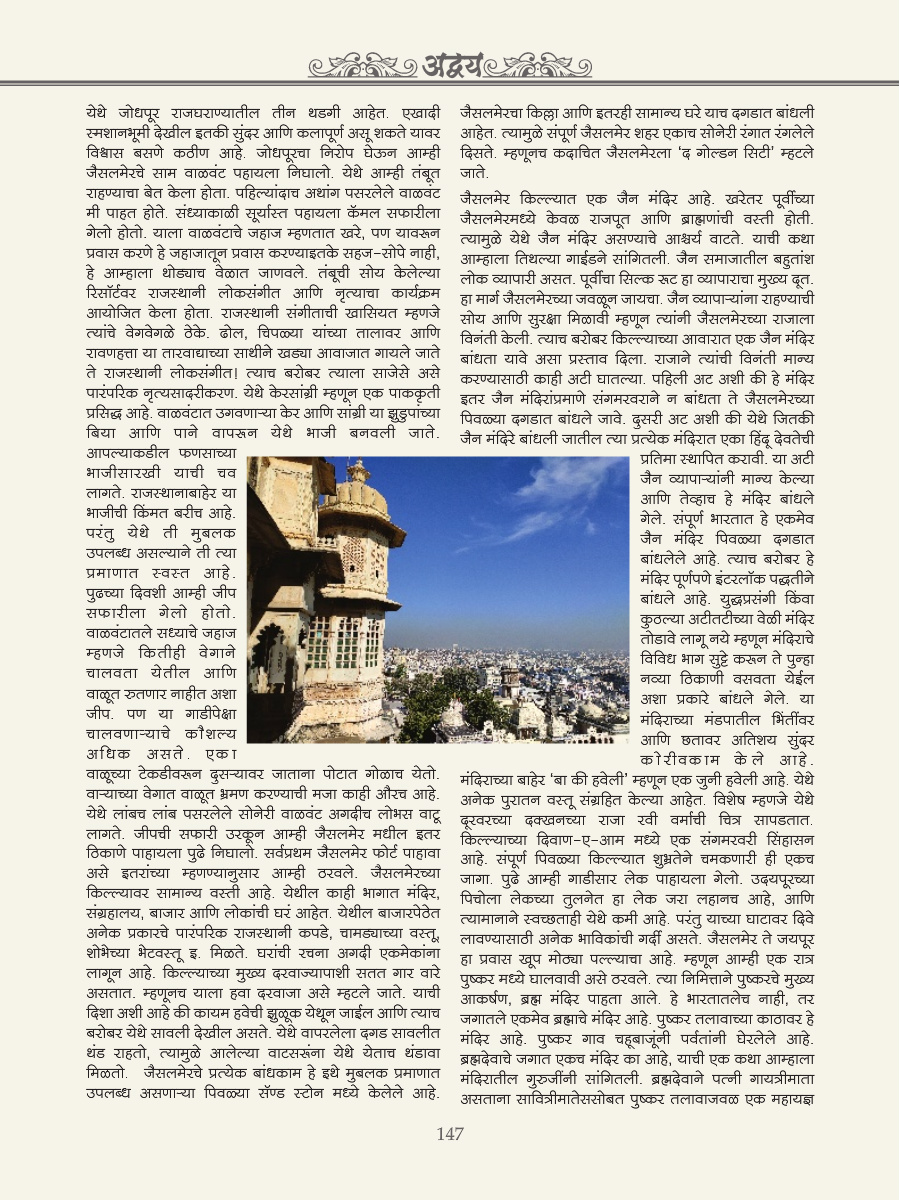 अद्वय
येथे जोधपूर राजघराण्यातील तीन थडगी आहेत. एखादी
स्मशानभूमी देखील इतकी सुंदर आणि कलापूर्ण असू शकते यावर
विश्वास बसणे कठीण आहे. जोधपूरचा निरोप घेऊन आम्ही
जैसलमेरचे साम वाळवंट पहायला निघालो. येथे आम्ही तंबूत
राहण्याचा बेत केला होता. पहिल्यांदाच अथांग पसरलेले वाळवंट
मी पाहत होते. संध्याकाळी सूर्यास्त पहायला कॅमल सफारीला
गेलो होतो. याला वाळवंटाचे जहाज म्हणतात खरे, पण यावरून
प्रवास करणे हे जहाजातून प्रवास करण्याइतके सहज-सोपे नाही,
हे आम्हाला थोड्याच वेळात जाणवले. तंबूची सोय केलेल्या
रिसॉर्टवर राजस्थानी लोकसंगीत आणि नृत्याचा कार्यक्रम
आयोजित केला होता. राजस्थानी संगीताची खासियत म्हणजे
त्यांचे वेगवेगळे ठेके. ढोल, चिपळ्या यांच्या तालावर आणि
रावणहत्ता या तारवाद्याच्या साथीने खड्या आवाजात गायले जाते
ते राजस्थानी लोकसंगीत! त्याच बरोबर त्याला साजेसे असे
पारंपरिक नृत्यसादरीकरण. येथे केरसांग्री म्हणून एक पाककृती
प्रसिद्ध आहे. वाळवंटात उगवणाऱ्या केर आणि सांग्री या झुडुपांच्या
बिया आणि पाने वापरून येथे भाजी बनवली जाते.
आपल्याकडील फणसाच्या
भाजीसारखी याची चव
लागते. राजस्थानाबाहेर या
भाजीची किंमत बरीच आहे.
परंतु येथे ती मुबलक
उपलब्ध असल्याने ती त्या
प्रमाणात स्वस्त आहे.
पुढच्या दिवशी आम्ही जीप
सफारीला गेलो होतो.
वाळवंटातले सध्याचे जहाज
म्हणजे कितीही वेगाने
चालवता येतील आणि
वाळूत रुतणार नाहीत अशा
जीप. पण या गाडीपेक्षा
चालवणाऱ्याचे कौशल्य
अधिक असते. एका
वाळूच्या टेकडीवरून दुसऱ्यावर जाताना पोटात गोळाच येतो.
वाऱ्याच्या वेगात वाळूत भ्रमण करण्याची मजा काही औरच आहे.
येथे लांबच लांब पसरलेले सोनेरी वाळवंट अगदीच लोभस वाटू
लागते. जीपची सफारी उरकून आम्ही जैसलमेर मधील इतर
ठिकाणे पाहायला पुढे निघालो. सर्वप्रथम जैसलमेर फोर्ट पाहावा
असे इतरांच्या म्हणण्यानुसार आम्ही ठरवले. जैसलमेरच्या
किल्ल्यावर सामान्य वस्ती आहे. येथील काही भागात मंदिर,
संग्रहालय, बाजार आणि लोकांची घरं आहेत. येथील बाजारपेठेत
अनेक प्रकारचे पारंपरिक राजस्थानी कपडे, चामड्याच्या वस्तू,
शोभेच्या भेटवस्तू इ. मिळते. घरांची रचना अगदी एकमेकांना
लागून आहे. किल्ल्याच्या मुख्य दरवाज्यापाशी सतत गार वारे
असतात. म्हणूनच याला हवा दरवाजा असे म्हटले जाते. याची
दिशा अशी आहे की कायम हवेची झुळूक येथून जाईल आणि त्याच
बरोबर येथे सावली देखील असते. येथे वापरलेला दगड सावलीत
थंड राहतो, त्यामुळे आलेल्या वाटसरूंना येथे येताच थंडावा
मिळतो. जैसलमेरचे प्रत्येक बांधकाम हे इथे मुबलक प्रमाणात
उपलब्ध असणाऱ्या पिवळ्या सॅण्ड स्टोन मध्ये केलेले आहे.
जैसलमेरचा किल्ला आणि इतरही सामान्य घरे याच दगडात बांधली
आहेत. त्यामुळे संपूर्ण जैसलमेर शहर एकाच सोनेरी रंगात रंगलेले
दिसते. म्हणूनच कदाचित जैसलमेरला ‘द गोल्डन सिटी’ म्हटले
जाते.
जैसलमेर किल्ल्यात एक जैन मंदिर आहे. खरेतर पूर्वीच्या
जैसलमेरमध्ये केवळ राजपूत आणि ब्राह्मणांची वस्ती होती.
त्यामुळे येथे जैन मंदिर असण्याचे आश्चर्य वाटते. याची कथा
आम्हाला तिथल्या गाईडने सांगितली. जैन समाजातील बहुतांश
लोक व्यापारी असत. पूर्वीचा सिल्क रूट हा व्यापाराचा मुख्य दूत.
हा मार्ग जैसलमेरच्या जवळून जायचा. जैन व्यापाऱ्यांना राहण्याची
सोय आणि सुरक्षा मिळावी म्हणून त्यांनी जैसलमेरच्या राजाला
विनंती केली. त्याच बरोबर किल्ल्याच्या आवारात एक जैन मंदिर
बांधता यावे असा प्रस्ताव दिला. राजाने त्यांची विनंती मान्य
करण्यासाठी काही अटी घातल्या. पहिली अट अशी की हे मंदिर
इतर जैन मंदिरांप्रमाणे संगमरवराने न बांधता ते जैसलमेरच्या
पिवळ्या दगडात बांधले जावे. दुसरी अट अशी की येथे जितकी
जैन मंदिरे बांधली जातील त्या प्रत्येक मंदिरात एका हिंदू देवतेची
प्रतिमा स्थापित करावी. या अटी
जैन व्यापाऱ्यांनी मान्य केल्या
आणि तेव्हाच हे मंदिर बांधले
गेले. संपूर्ण भारतात हे एकमेव
जैन मंदिर पिवळ्या दगडात
बांधलेले आहे. त्याच बरोबर हे
मंदिर पूर्णपणे इंटरलॉक पद्धतीने
बांधले आहे. युद्धप्रसंगी किंवा
कुठल्या अटीतटीच्या वेळी मंदिर
तोडावे लागू नये म्हणून मंदिराचे
विविध भाग सुट्टे करून ते पुन्हा
नव्या ठिकाणी वसवता येईल
अशा प्रकारे बांधले गेले. या
मंदिराच्या मंडपातील भिंतींवर
आणि छतावर अतिशय सुंदर
कोरीवकाम केले आहे.
मंदिराच्या बाहेर ‘बा की हवेली’ म्हणून एक जुनी हवेली आहे. येथे
अनेक पुरातन वस्तू संग्रहित केल्या आहेत. विशेष म्हणजे येथे
दूरवरच्या दक्खनच्या राजा रवी वर्माची चित्र सापडतात.
किल्ल्याच्या दिवाण-ए-आम मध्ये एक संगमरवरी सिंहासन
आहे. संपूर्ण पिवळ्या किल्ल्यात शुभ्रतेने चमकणारी ही एकच
जागा. पुढे आम्ही गाडीसार लेक पाहायला गेलो. उदयपूरच्या
पिचोला लेकच्या तुलनेत हा लेक जरा लहानच आहे, आणि
त्यामानाने स्वच्छताही येथे कमी आहे. परंतु याच्या घाटावर दिवे
लावण्यासाठी अनेक भाविकांची गर्दी असते. जैसलमेर ते जयपूर
हा प्रवास खूप मोठ्या पल्ल्याचा आहे. म्हणून आम्ही एक रात्र
पुष्कर मध्ये घालवावी असे ठरवले. त्या निमित्ताने पुष्करचे मुख्य
आकर्षण, ब्रह्म मंदिर पाहता आले. हे भारतातलेच नाही, तर
जगातले एकमेव ब्रह्माचे मंदिर आहे. पुष्कर तलावाच्या काठावर हे
मंदिर आहे. पुष्कर गाव चहूबाजूंनी पर्वतांनी घेरलेले आहे.
ब्रह्मदेवाचे जगात एकच मंदिर का आहे, याची एक कथा आम्हाला
मंदिरातील गुरुजींनी सांगितली. ब्रह्मदेवाने पत्नी गायत्रीमाता
असताना सावित्रीमातेससोबत पुष्कर तलावाजवळ एक महायज्ञ
147